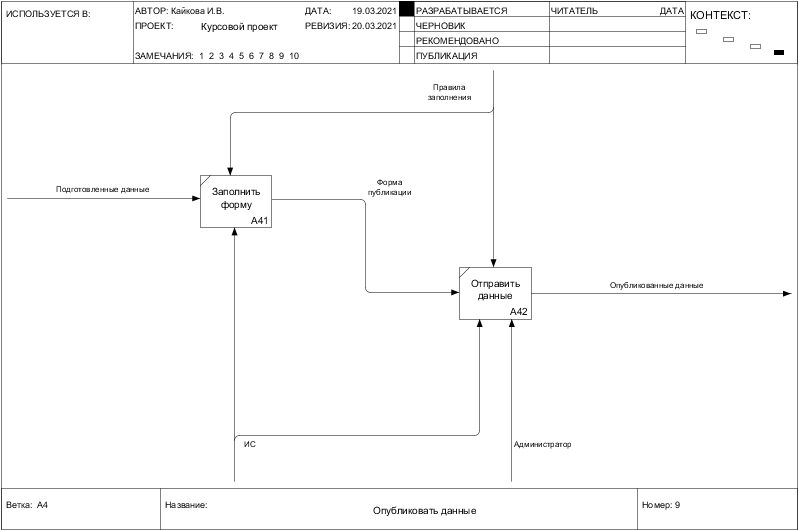 ИСПОЛЬЗУЕТСЯ В:
АВТОР: Кайкова И.В.
ДАТА: 19.03.2021
РАЗРАБАТЫВАЕТСЯ
ЧИТАТЕЛЬ
ДАТА
КОНТЕКСТ:
ПРОЕКТ: Курсовой проект
РЕВИЗИЯ: 20.03.2021
ЧЕРНОВИК
РЕКОМЕНДОВАНО
ЗАМЕЧАНИЯ: 1 2 3 4 5 6 7 8 9 10
ПУБЛИКАЦИЯ
Правила
заполнения
Подготовленные данные
Заполнить
форму
A41
Форма
публикации
Отправить
данные
A42
Опубликованные данные
ИС
Администратор
Ветка: A4
Название:
Опубликовать данные
Номер: 9